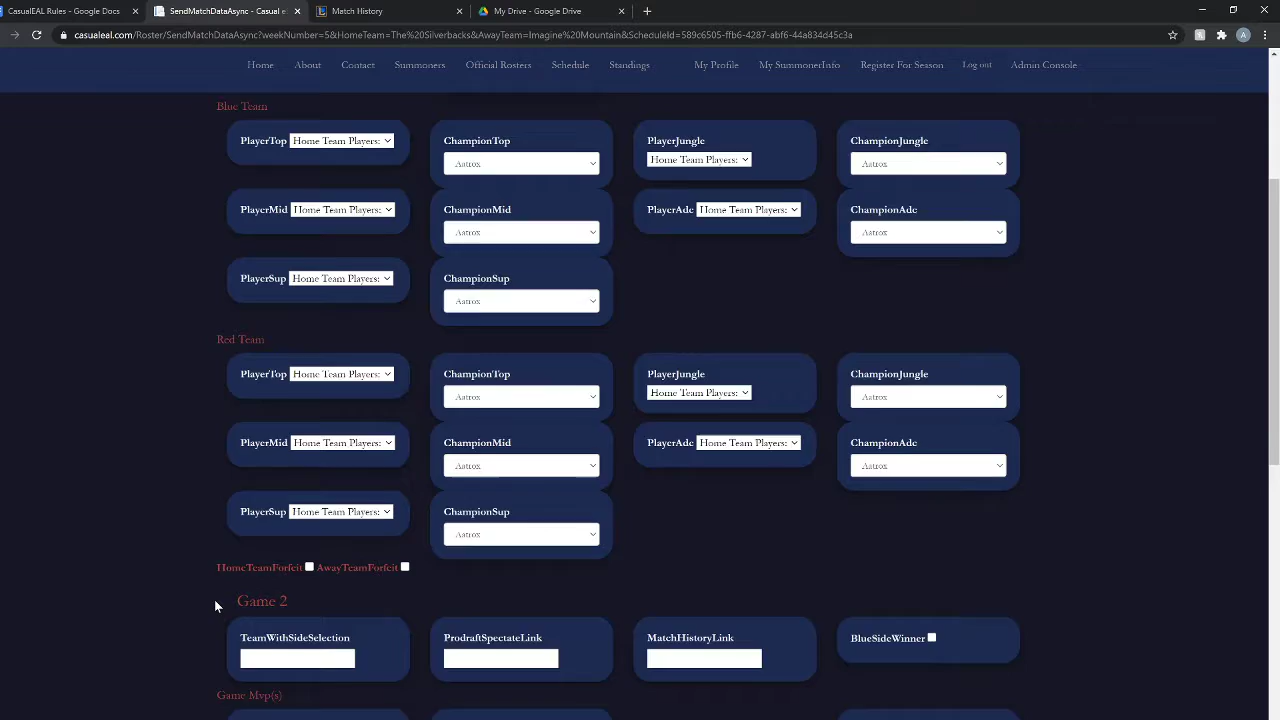 CasualEAL Rules - Google Docs × SendMatchDataAsync - Casual eal × Match History × My Drive - Google Drive × +
casualeal.com/Roster/SendMatchDataAsync?weekNumber=5&HomeTeam=The%20Silverbacks&AwayTeam=Imagine%20Mountain&ScheduleId=589c6505-ffb6-4287-abf6-44a834d45c3a
Home About Contact Summoners Official Rosters Schedule Standings My Profile My SummonerInfo Register For Season Log out Admin Console
Blue Team
PlayerTop Home Team Players: ChampionTop PlayerJungle ChampionJungle
Aatrox Home Team Players: Aatrox
PlayerMid Home Team Players: ChampionMid PlayerAdc Home Team Players: ChampionAdc
Aatrox Aatrox
PlayerSup Home Team Players: ChampionSup
Aatrox
Red Team
PlayerTop Home Team Players: ChampionTop PlayerJungle ChampionJungle
Aatrox Home Team Players: Aatrox
PlayerMid Home Team Players: ChampionMid PlayerAdc Home Team Players: ChampionAdc
Aatrox Aatrox
PlayerSup Home Team Players: ChampionSup
Aatrox
HomeTeamForfeit AwayTeamForfeit
Game 2
TeamWithSideSelection ProdraftSpectateLink MatchHistoryLink BlueSideWinner
Game Mvp(s)